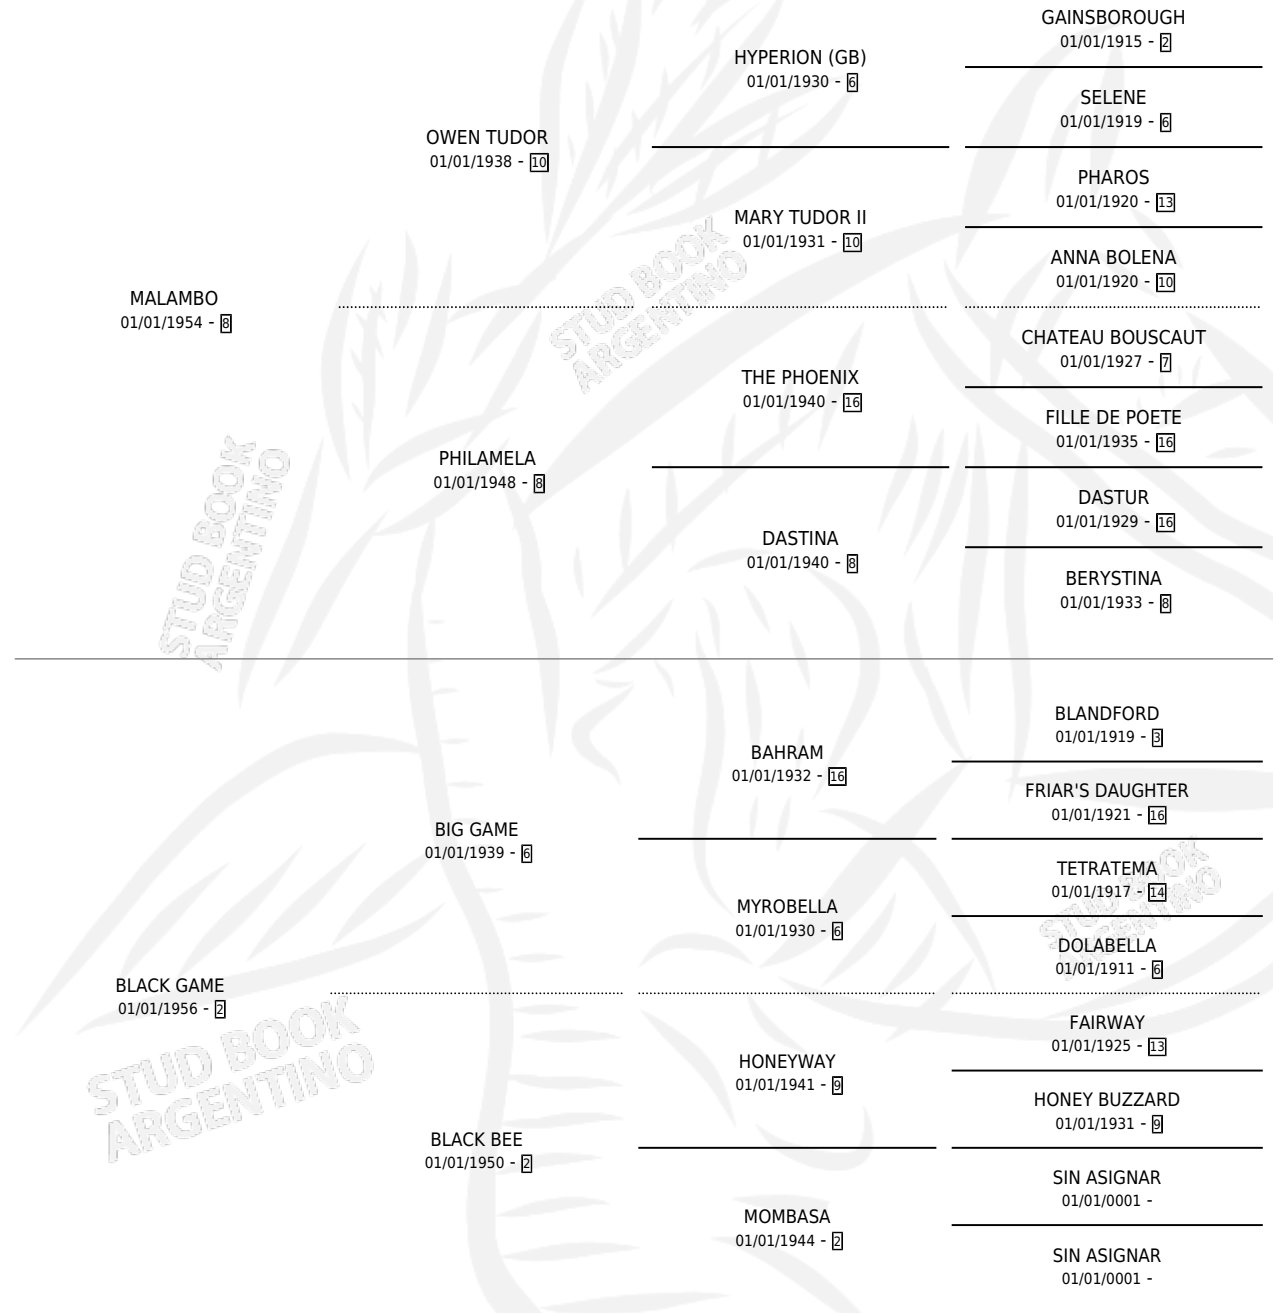 GAINSBOROUGH
01/01/1915 - 2
HYPERION (GB)
01/01/1930 - 6
SELENE
01/01/1919 - 6
OWEN TUDOR
01/01/1938 - 10
PHAROS
01/01/1920 - 13
MARY TUDOR II
01/01/1931 - 10
ANNA BOLENA
01/01/1920 - 10
MALAMBO
01/01/1954 - 8
CHATEAU BOUSCAUT
01/01/1927 - 7
THE PHOENIX
01/01/1940 - 16
FILLE DE POETE
01/01/1935 - 16
PHILAMELA
01/01/1948 - 8
DASTUR
01/01/1929 - 16
DASTINA
01/01/1940 - 8
BERYSTINA
01/01/1933 - 8
BLANDFORD
01/01/1919 - 3
BAHRAM
01/01/1932 - 16
FRIAR'S DAUGHTER
01/01/1921 - 16
BIG GAME
01/01/1939 - 6
TETRATEMA
01/01/1917 - 14
MYROBELLA
01/01/1930 - 6
DOLABELLA
01/01/1911 - 6
BLACK GAME
01/01/1956 - 2
FAIRWAY
01/01/1925 - 13
HONEYWAY
01/01/1941 - 9
HONEY BUZZARD
01/01/1931 - 9
BLACK BEE
01/01/1950 - 2
SIN ASIGNAR
01/01/0001 -
MOMBASA
01/01/1944 - 2
SIN ASIGNAR
01/01/0001 -
STUD BOOK
ARGENTINO
STUD BOOK
ARGENTINO
STUD BOOK
ARGENTINO
STUD BOOK
ARGENTINO